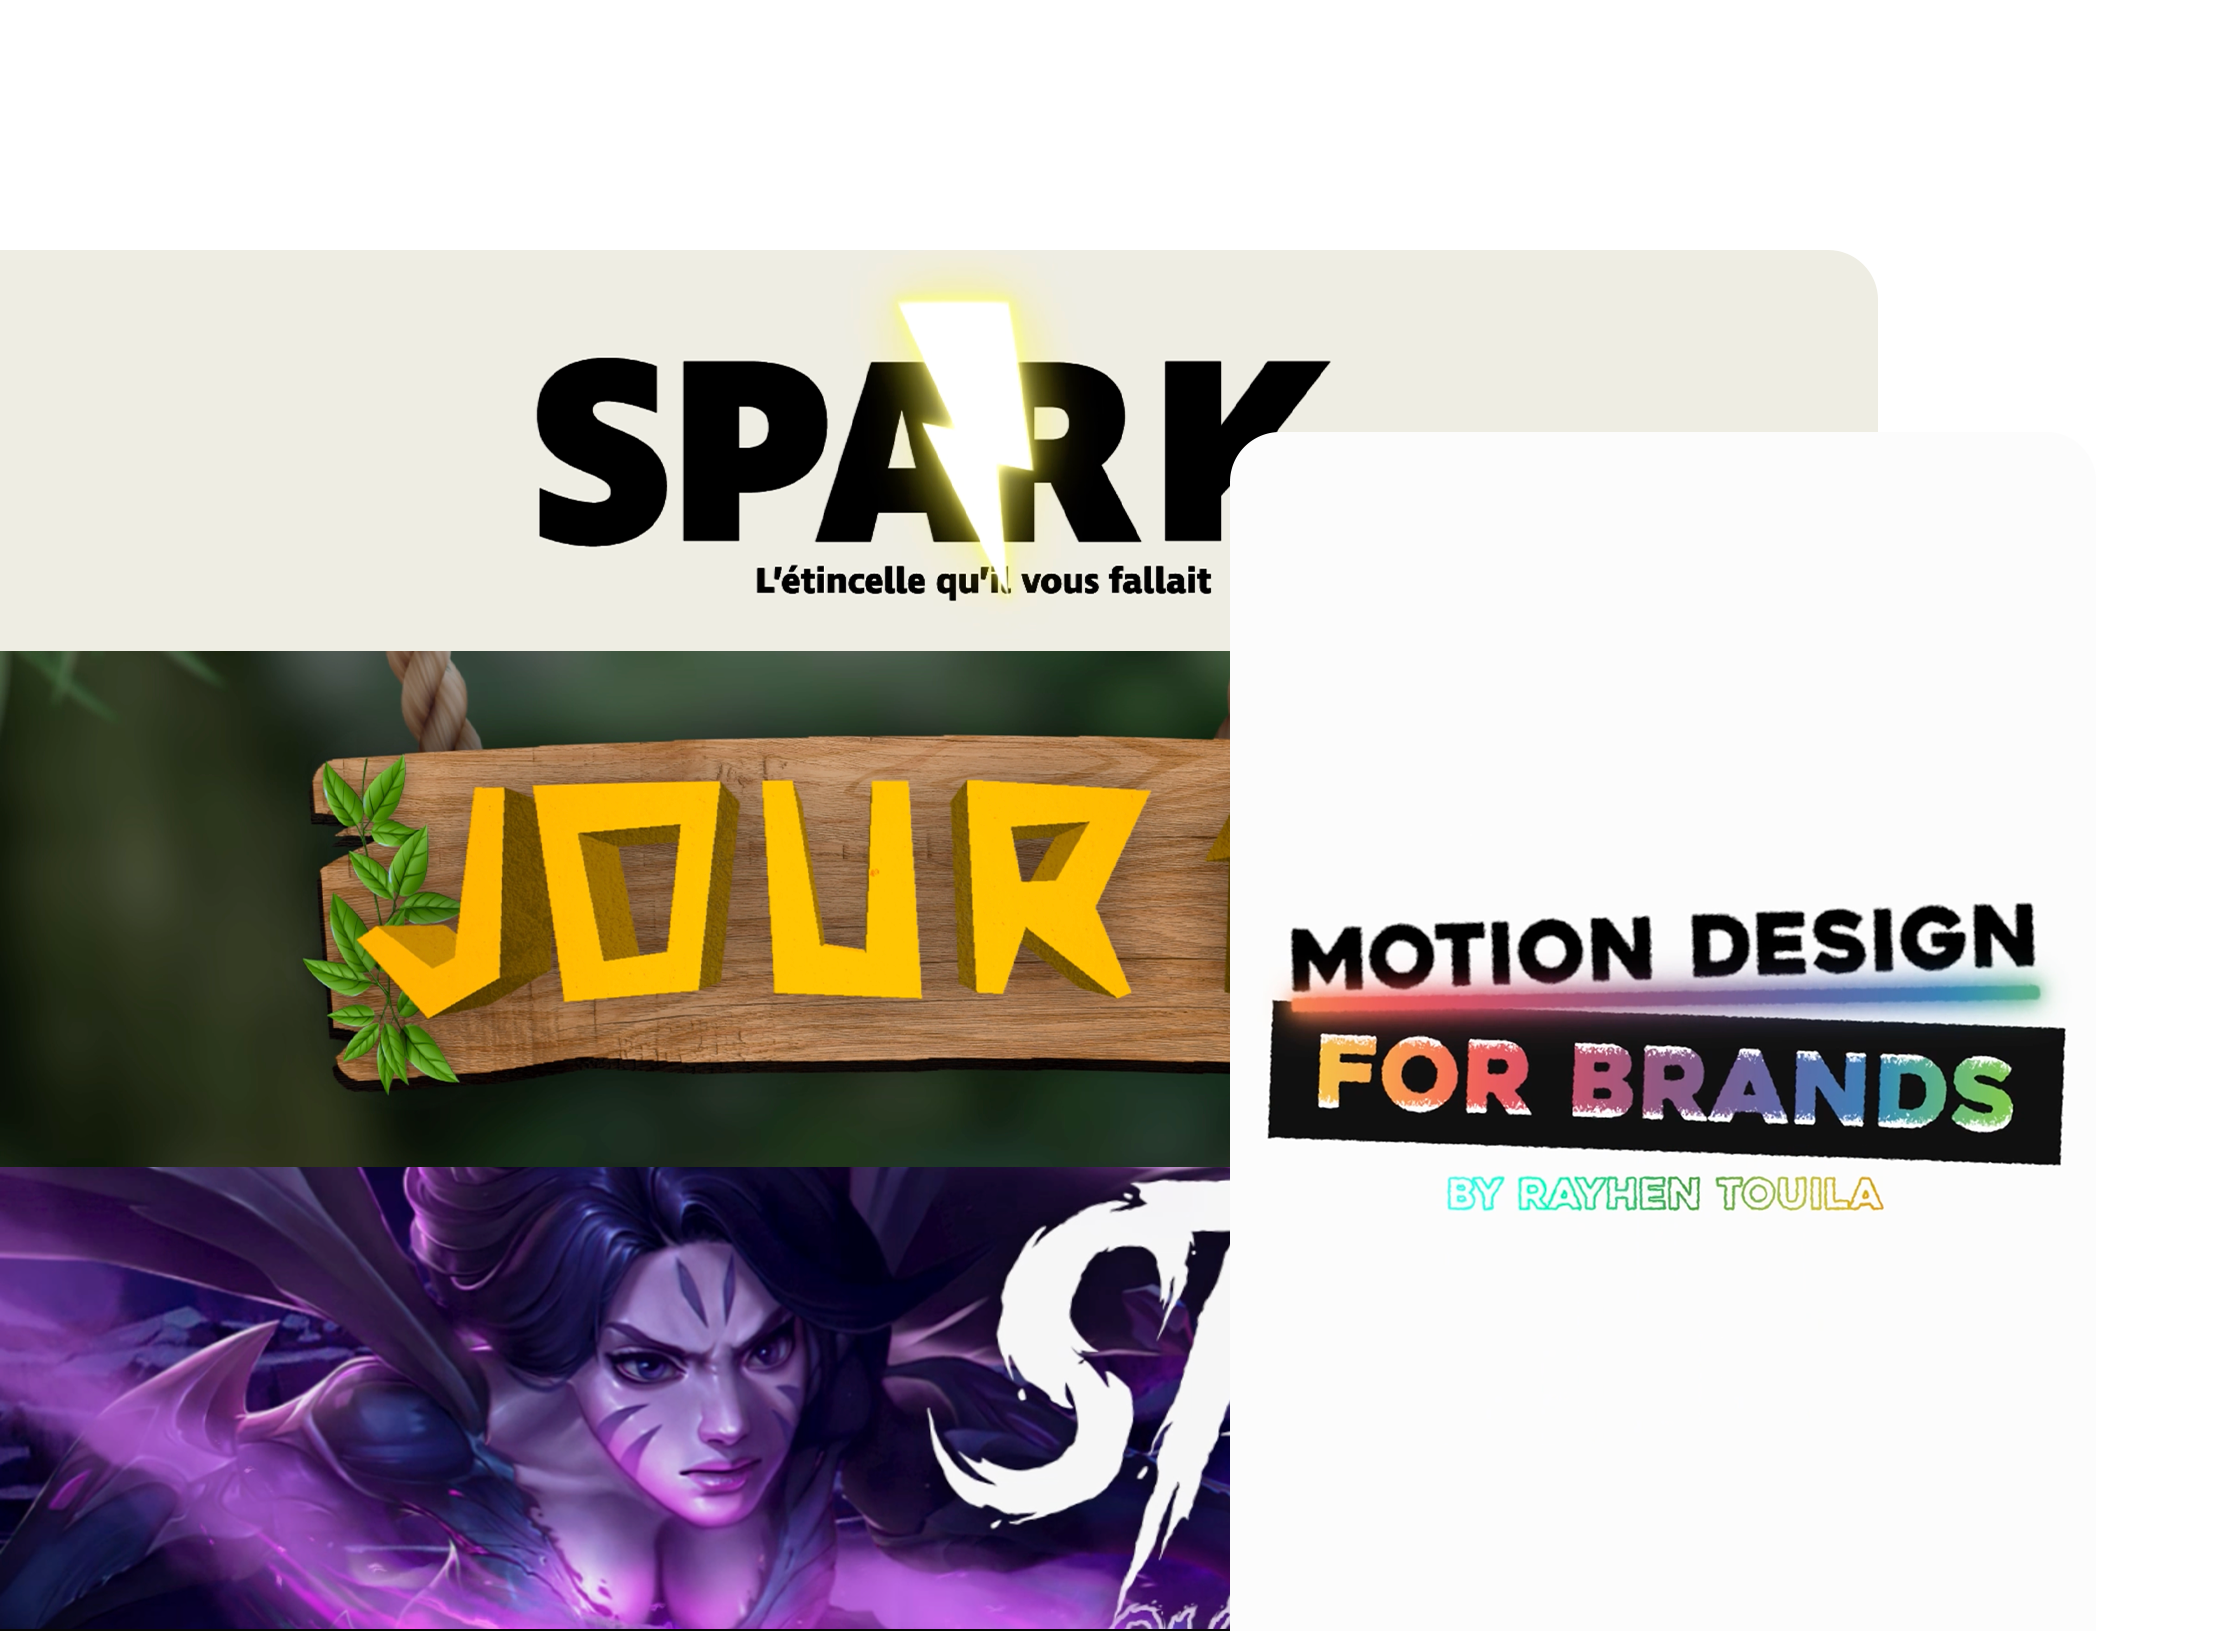 SPARK
L'étincelle qu'il vous fallait
JOUR
MOTION DESIGN
FOR BRANDS
BY RAYHEN TOUILA